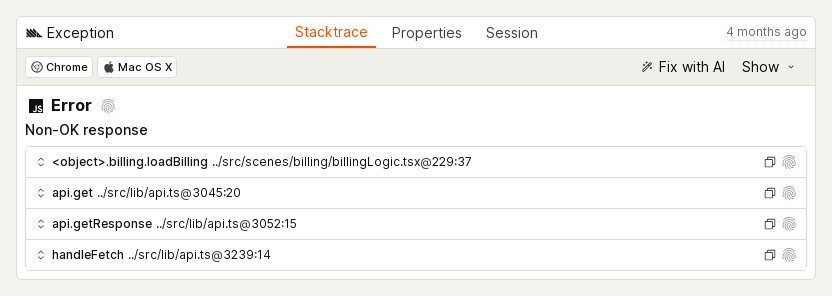 Exception
Stacktrace
Properties
Session
4 months ago
Chrome
Mac OS X
Fix with AI
Show
JS
Error
Non-OK response
<object>.billing.loadBilling ../src/scenes/billing/billingLogic.tsx@229:37
api.get ../src/lib/api.ts@3045:20
api.getResponse ../src/lib/api.ts@3052:15
handleFetch ../src/lib/api.ts@3239:14